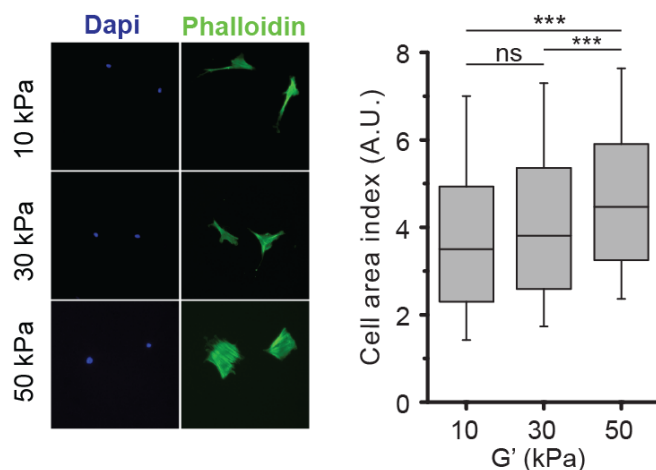 Dapi Phalloidin
10 kPa
30 kPa
50 kPa
***
***
ns
Cell area index (A.U.)
8
6
4
2
0
10 30 50
G' (kPa)